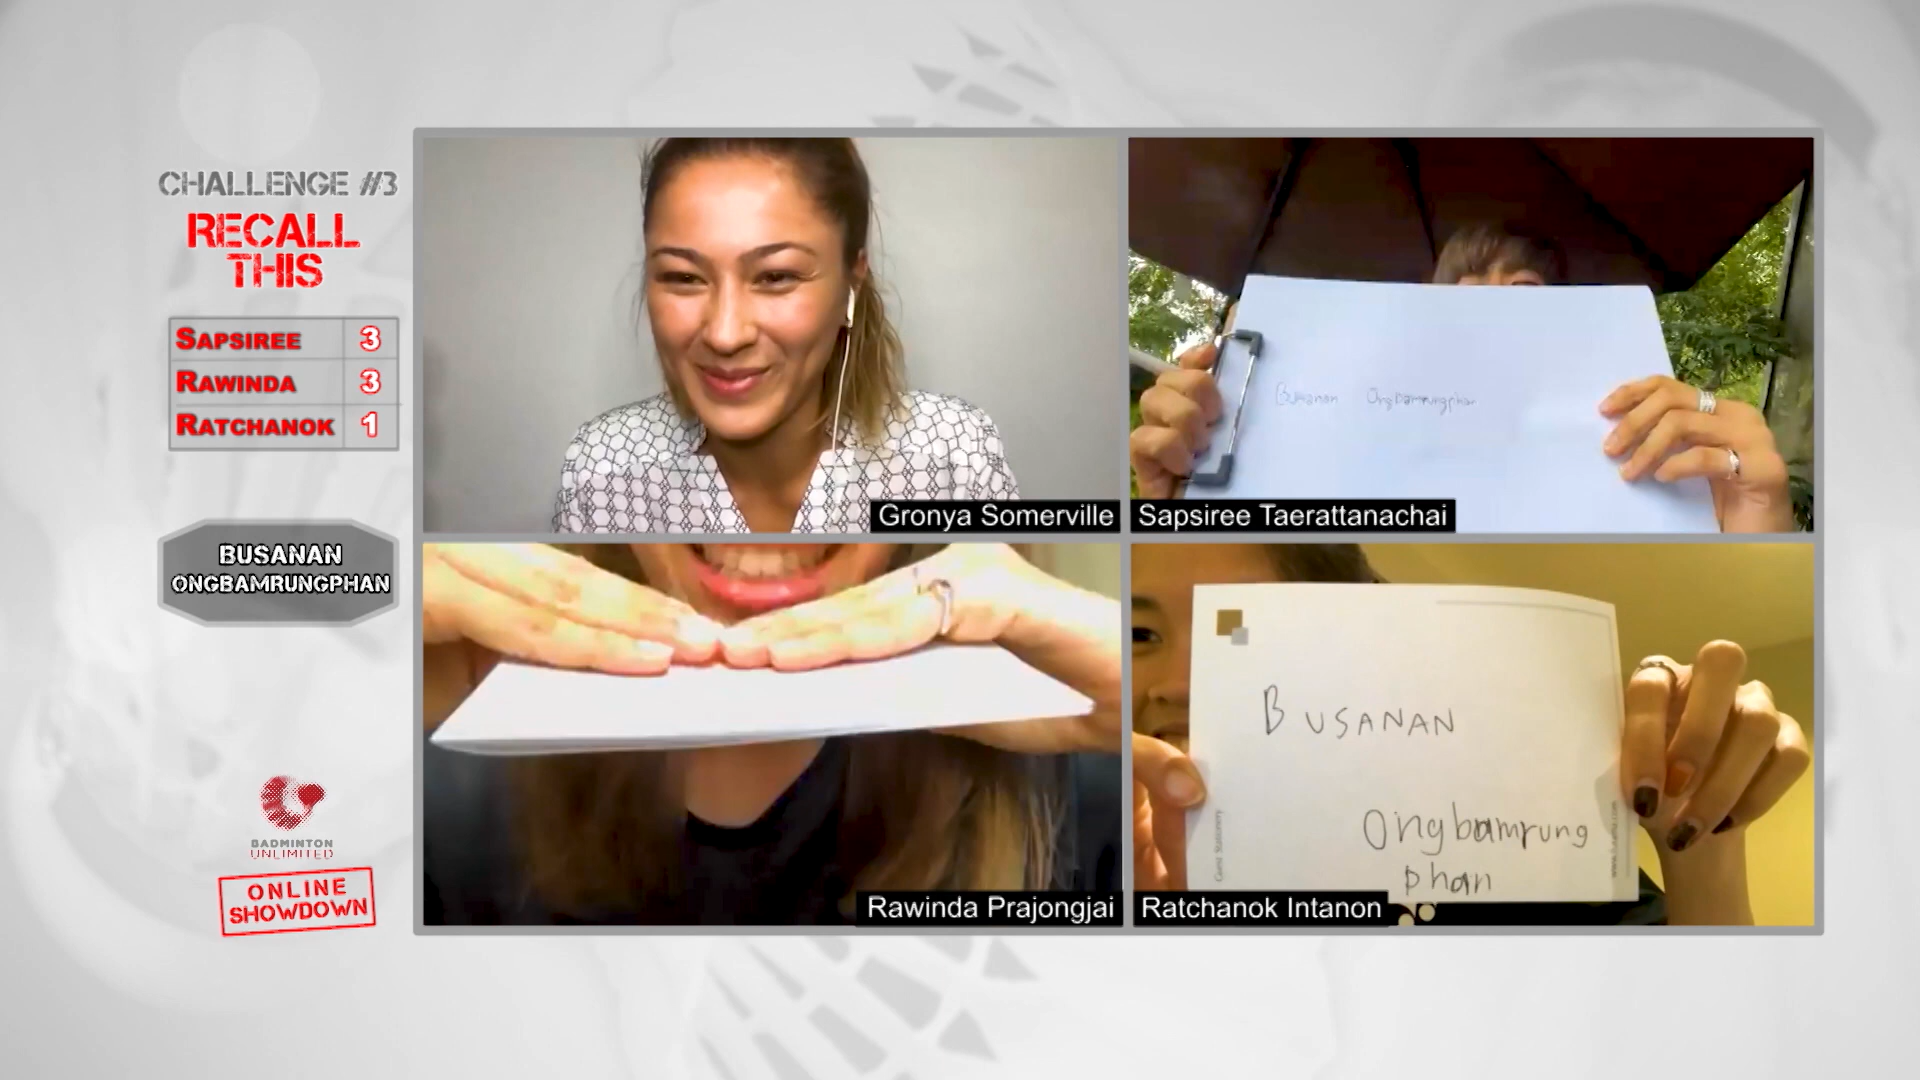 CHALLENGE #3
RECALL
THIS
SAPSIREE 3
RAWINDA 3
RATCHANOK 1
BUSANAN
ONGBAMRUNGPHAN
BADMINTON
UNLIMITED
ONLINE
SHOWDOWN
Gronya Somerville
Busanan Ongbamrungphan
Sapsiree Taerattanachai
Rawinda Prajongjai
BUSANAN
Ongbamrung
phan
Ratchanok Intanon